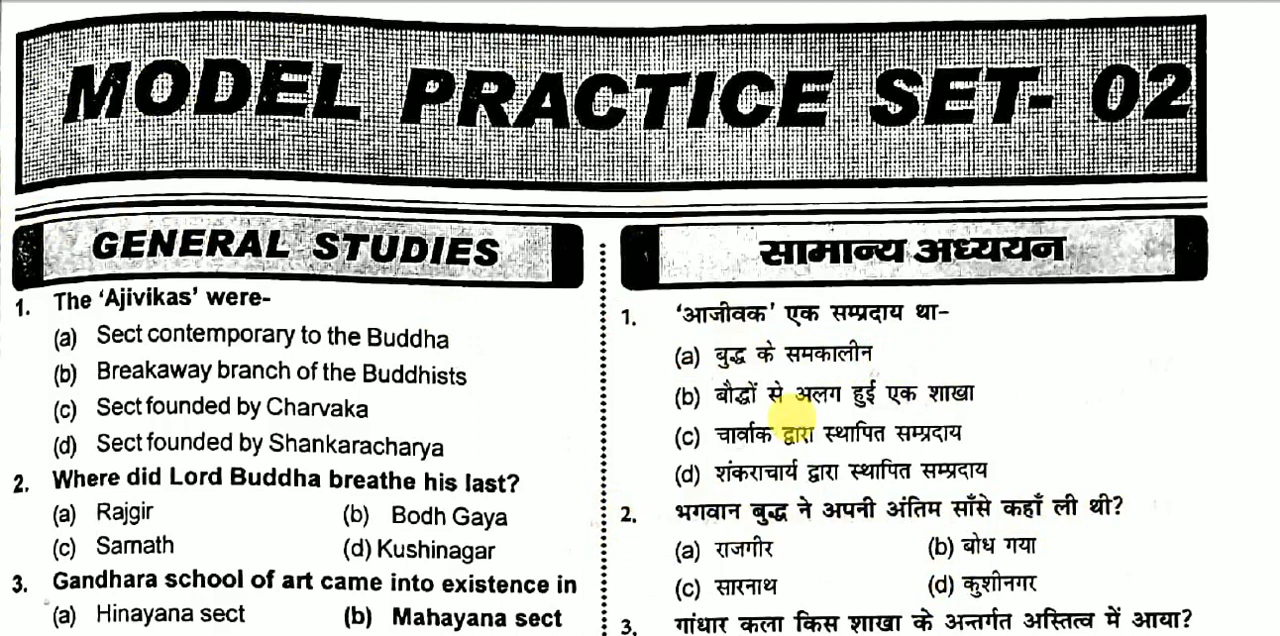 MODEL PRACTICE SET- 02
GENERAL STUDIES
1. The ‘Ajivikas’ were-
(a) Sect contemporary to the Buddha
(b) Breakaway branch of the Buddhists
(c) Sect founded by Charvaka
(d) Sect founded by Shankaracharya
2. Where did Lord Buddha breathe his last?
(a) Rajgir (b) Bodh Gaya
(c) Sarnath (d) Kushinagar
3. Gandhara school of art came into existence in
(a) Hinayana sect (b) Mahayana sect
सामान्य अध्ययन
1. ‘आजीवक’ एक सम्प्रदाय था-
(a) बुद्ध के समकालीन
(b) बौद्धों से अलग हुई एक शाखा
(c) चार्वाक द्वारा स्थापित सम्प्रदाय
(d) शंकराचार्य द्वारा स्थापित सम्प्रदाय
2. भगवान बुद्ध ने अपनी अंतिम साँसे कहाँ ली थी?
(a) राजगीर (b) बोध गया
(c) सारनाथ (d) कुशीनगर
3. गांधार कला किस शाखा के अन्तर्गत अस्तित्व में आया?